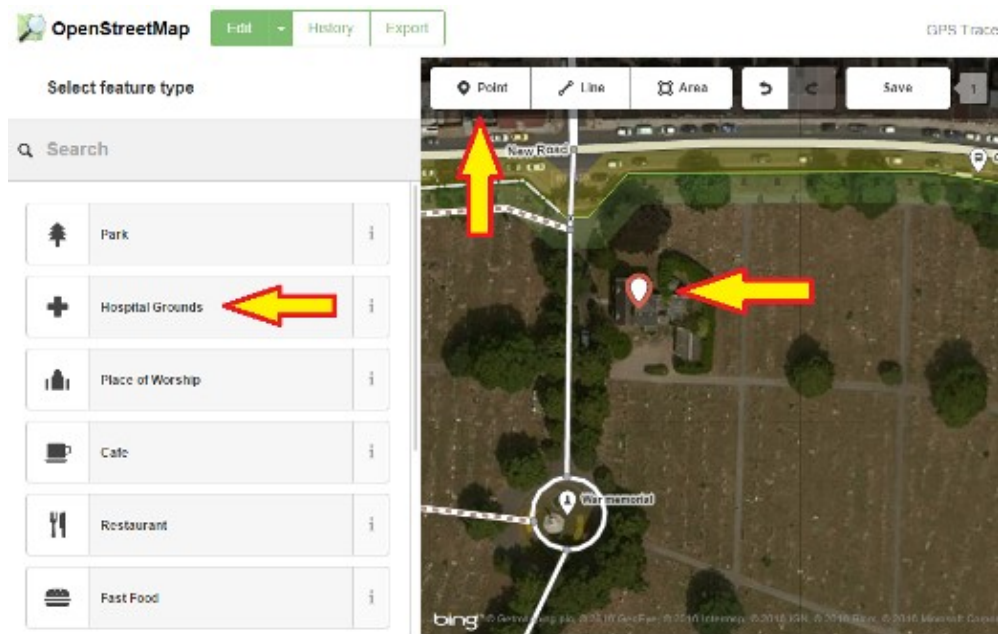 OpenStreetMap
Edit
History
Export
GPS Trace
Select feature type
Point
Line
Area
Save
1
Search
New Road
Park
i
Hospital Grounds
i
Place of Worship
i
Cafe
i
War memorial
Restaurant
i
Fast Food
i
bing